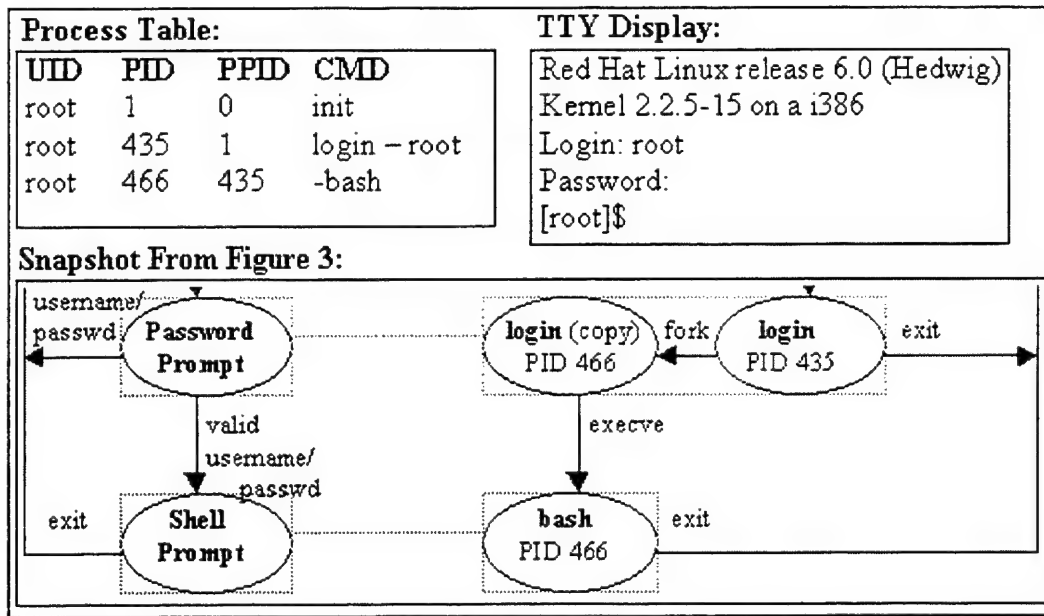 Process Table:
UID PID PPID CMD
root 1 0 init
root 435 1 login – root
root 466 435 -bash
TTY Display:
Red Hat Linux release 6.0 (Hedwig)
Kernel 2.2.5-15 on a i386
Login: root
Password:
[root]$
Snapshot From Figure 3:
username/
passwd
Password
Prompt
login (copy)
PID 466
fork
login
PID 435
exit
valid
username/
passwd
execve
exit
Shell
Prompt
bash
PID 466
exit